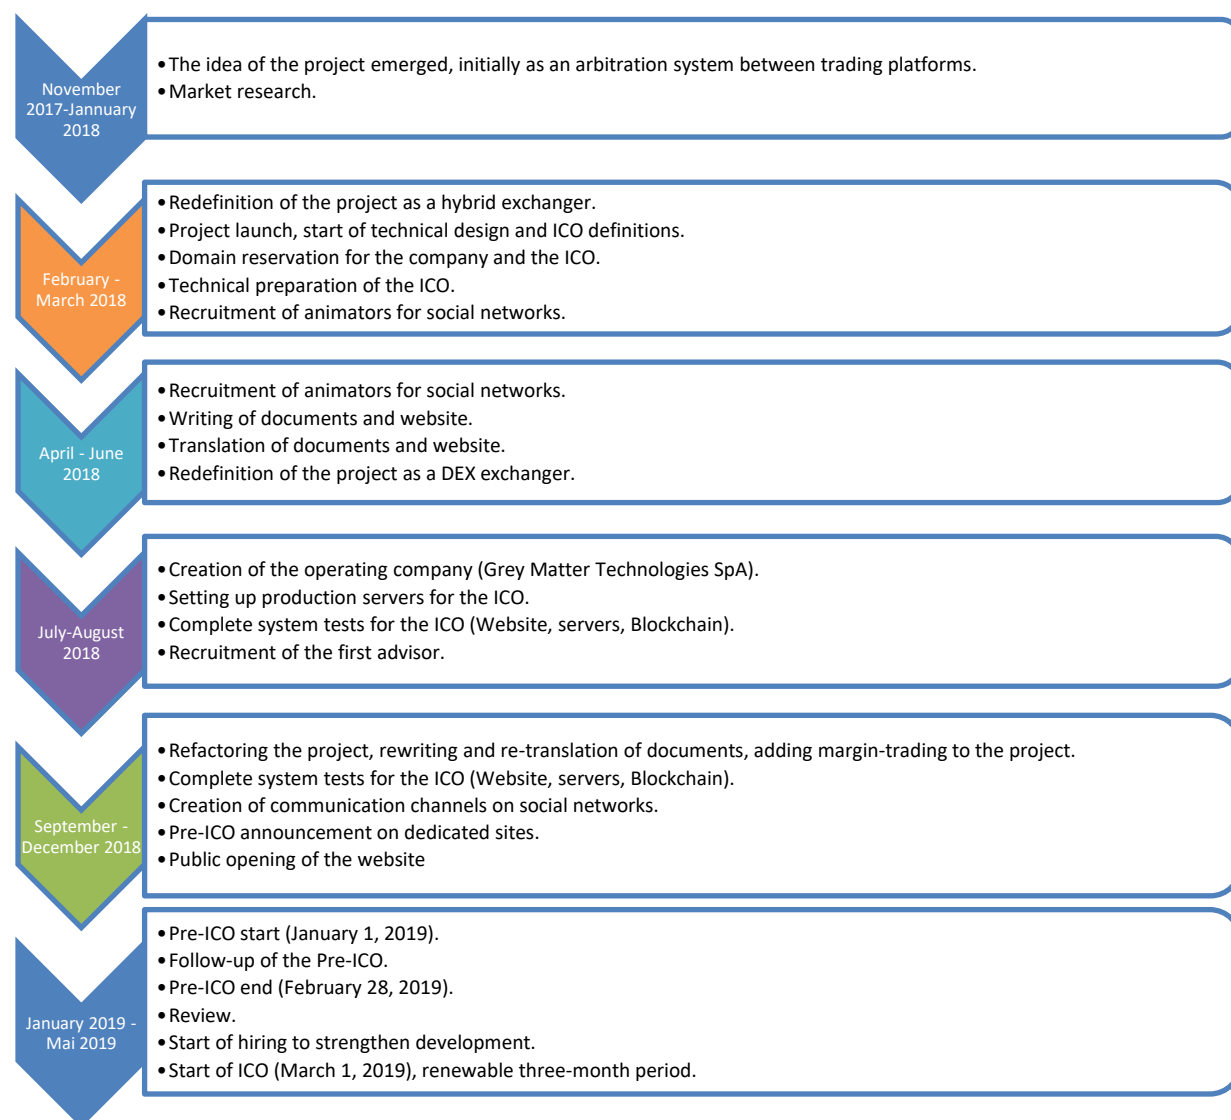 November
2017-Jannuary
2018
•The idea of the project emerged, initially as an arbitration system between trading platforms.
•Market research.
February -
March 2018
•Redefinition of the project as a hybrid exchanger.
•Project launch, start of technical design and ICO definitions.
•Domain reservation for the company and the ICO.
•Technical preparation of the ICO.
•Recruitment of animators for social networks.
April - June
2018
•Recruitment of animators for social networks.
•Writing of documents and website.
•Translation of documents and website.
•Redefinition of the project as a DEX exchanger.
July-August
2018
•Creation of the operating company (Grey Matter Technologies SpA).
•Setting up production servers for the ICO.
•Complete system tests for the ICO (Website, servers, Blockchain).
•Recruitment of the first advisor.
September -
December 2018
•Refactoring the project, rewriting and re-translation of documents, adding margin-trading to the project.
•Complete system tests for the ICO (Website, servers, Blockchain).
•Creation of communication channels on social networks.
•Pre-ICO announcement on dedicated sites.
•Public opening of the website
January 2019 -
Mai 2019
•Pre-ICO start (January 1, 2019).
•Follow-up of the Pre-ICO.
•Pre-ICO end (February 28, 2019).
•Review.
•Start of hiring to strengthen development.
•Start of ICO (March 1, 2019), renewable three-month period.